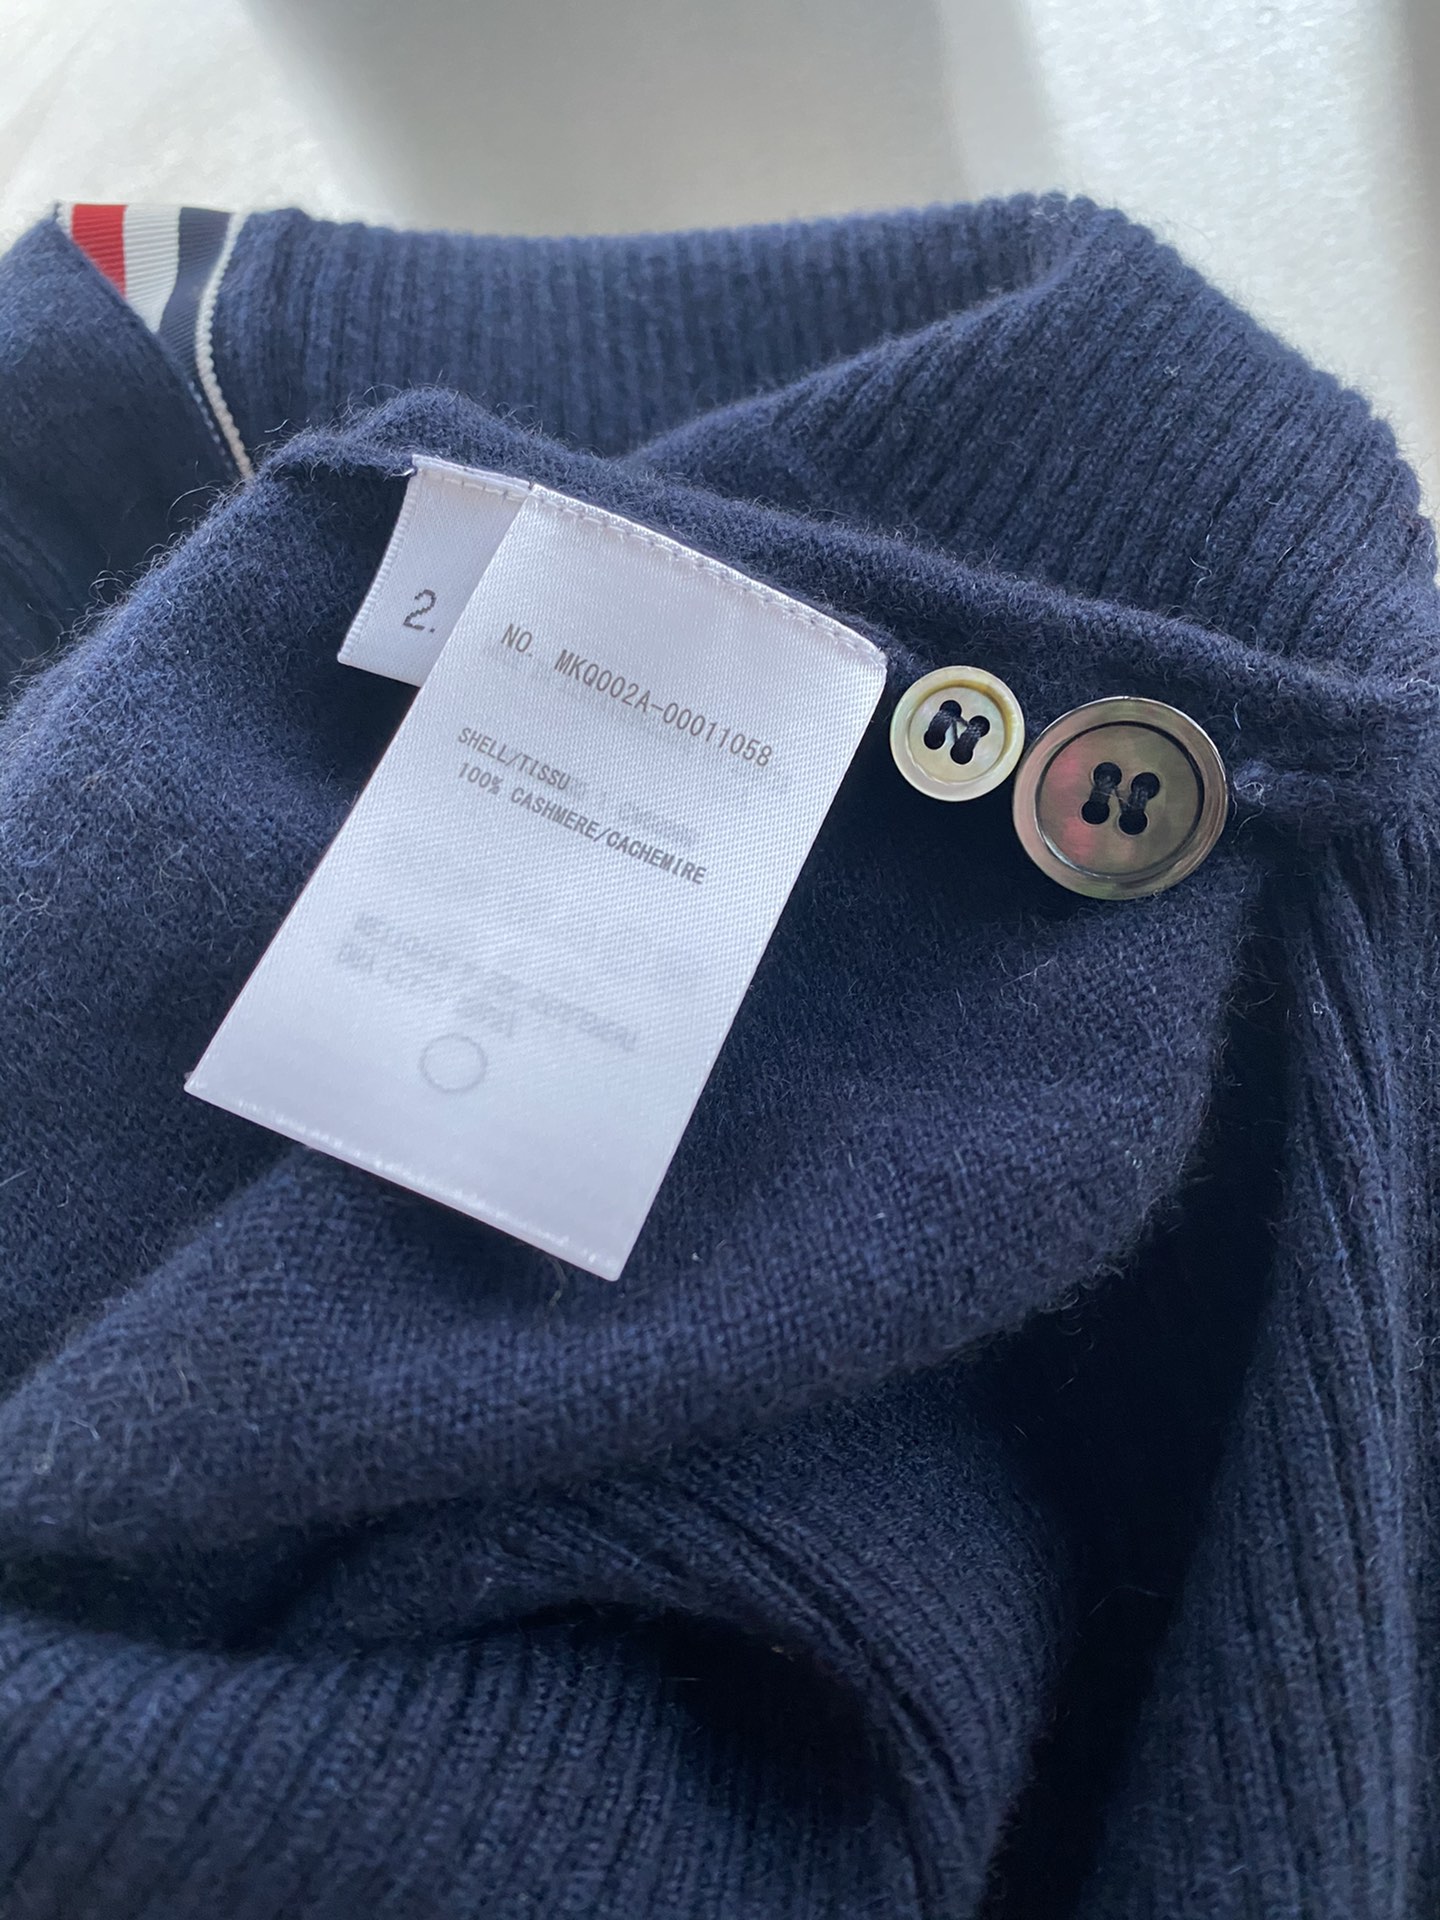 2.
NO. MKQ002A-00011058
SHELL/TISSU
100% CASHMERE/CACHEMIRE